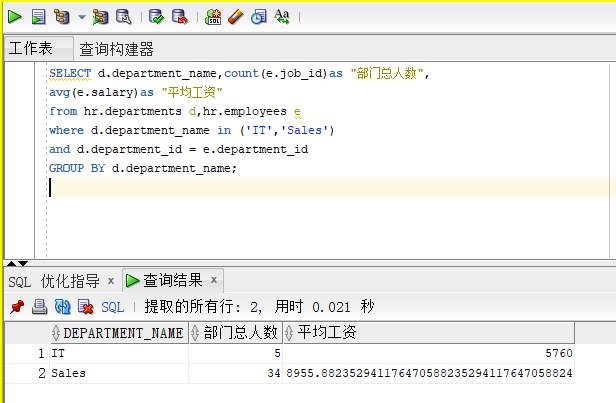 工作表 查询构建器
SELECT d.department_name,count(e.job_id)as "部门总人数",
avg(e.salary)as "平均工资"
from hr.departments d,hr.employees e
where d.department_name in ('IT','Sales')
and d.department_id = e.department_id
GROUP BY d.department_name;
SQL 优化指导 x 查询结果 x
SQL | 提取的所有行: 2, 用时 0.021 秒
DEPARTMENT_NAME 部门总人数 平均工资
1 IT 5 5760
2 Sales 34 8955.88235294117647058823529411764705​8824